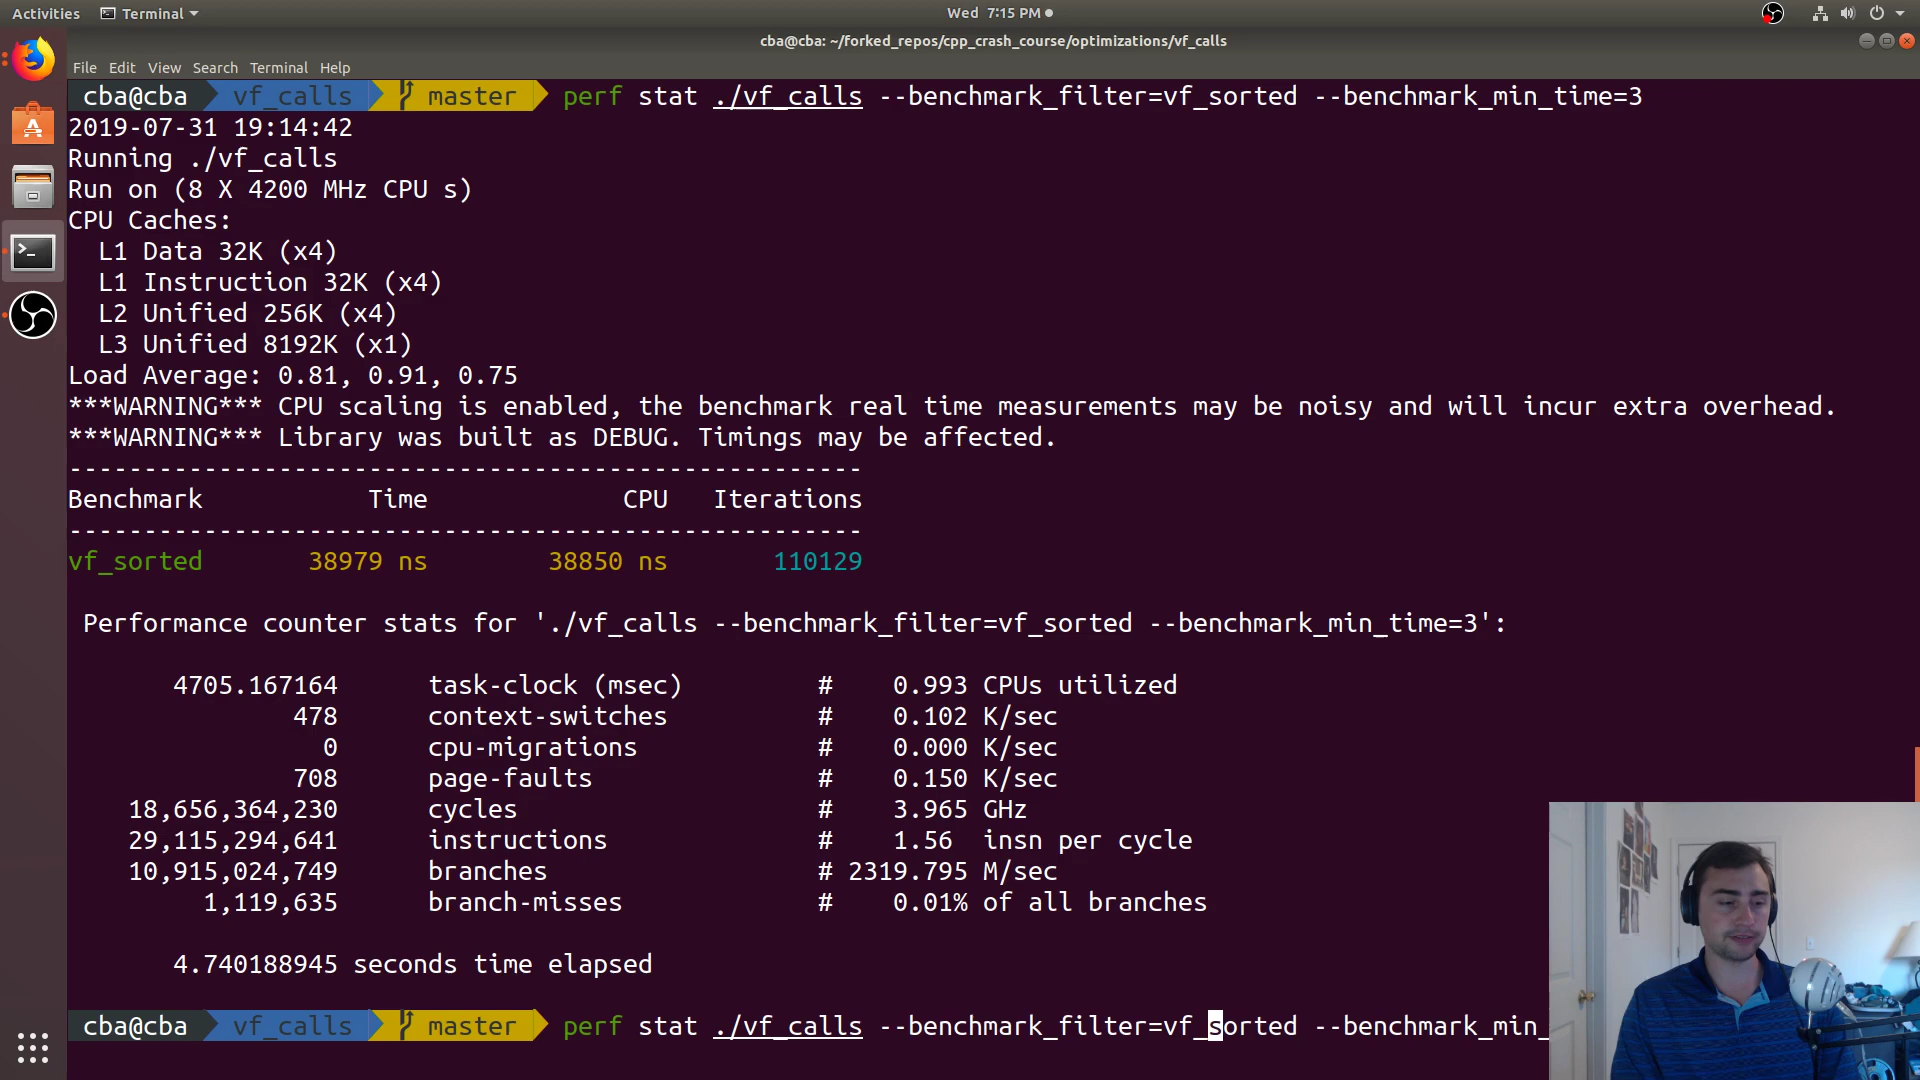 Activities Terminal Wed 7:15 PM
cba@cba: ~/forked_repos/cpp_crash_course/optimizations/vf_calls
File Edit View Search Terminal Help
cba@cba vf_calls master perf stat ./vf_calls --benchmark_filter=vf_sorted --benchmark_min_time=3
2019-07-31 19:14:42
Running ./vf_calls
Run on (8 X 4200 MHz CPU s)
CPU Caches:
L1 Data 32K (x4)
L1 Instruction 32K (x4)
L2 Unified 256K (x4)
L3 Unified 8192K (x1)
Load Average: 0.81, 0.91, 0.75
***WARNING*** CPU scaling is enabled, the benchmark real time measurements may be noisy and will incur extra overhead.
***WARNING*** Library was built as DEBUG. Timings may be affected.
-----------------------------------------------------
Benchmark Time CPU Iterations
-----------------------------------------------------
vf_sorted 38979 ns 38850 ns 110129
Performance counter stats for './vf_calls --benchmark_filter=vf_sorted --benchmark_min_time=3':
4705.167164 task-clock (msec) # 0.993 CPUs utilized
478 context-switches # 0.102 K/sec
0 cpu-migrations # 0.000 K/sec
708 page-faults # 0.150 K/sec
18,656,364,230 cycles # 3.965 GHz
29,115,294,641 instructions # 1.56 insn per cycle
10,915,024,749 branches # 2319.795 M/sec
1,119,635 branch-misses # 0.01% of all branches
4.740188945 seconds time elapsed
cba@cba vf_calls master perf stat ./vf_calls --benchmark_filter=vf_sorted --benchmark_min_